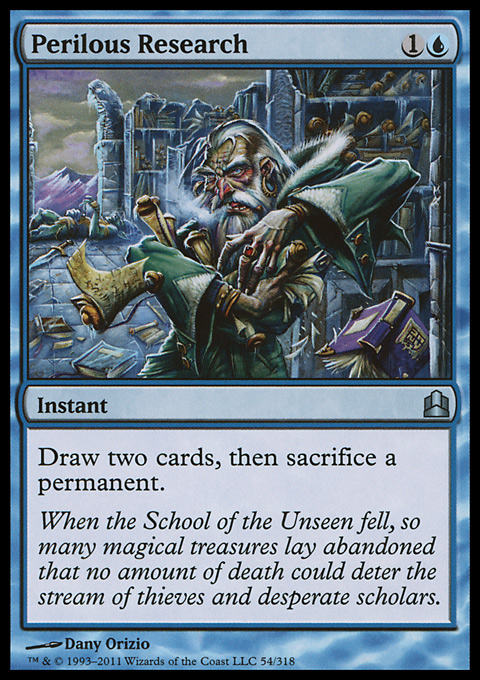 Perilous Research 1
Instant
Draw two cards, then sacrifice a
permanent.
When the School of the Unseen fell, so
many magical treasures lay abandoned
that no amount of death could deter the
stream of thieves and desperate scholars.
Dany Orizio
™ & © 1993–2011 Wizards of the Coast LLC 54/318